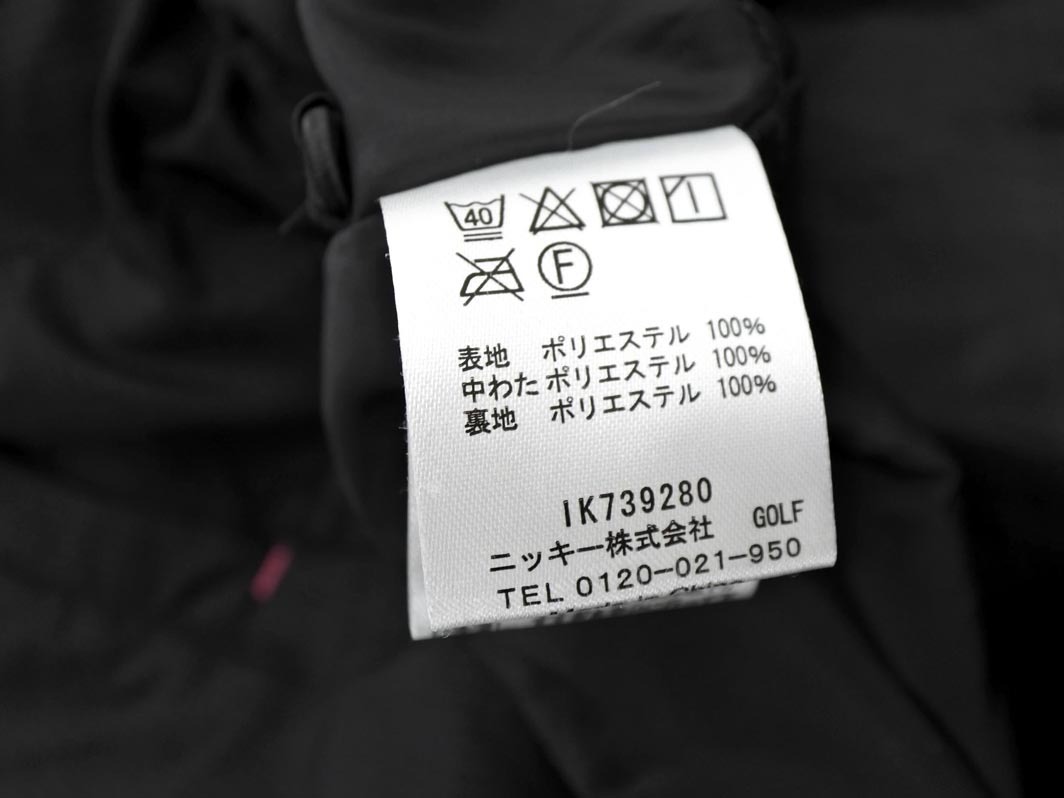 40
F
表地 ポリエステル 100%
中わた ポリエステル 100%
裏地 ポリエステル 100%
IK739280
ニッキー株式会社 GOLF
TEL 0120-021-950